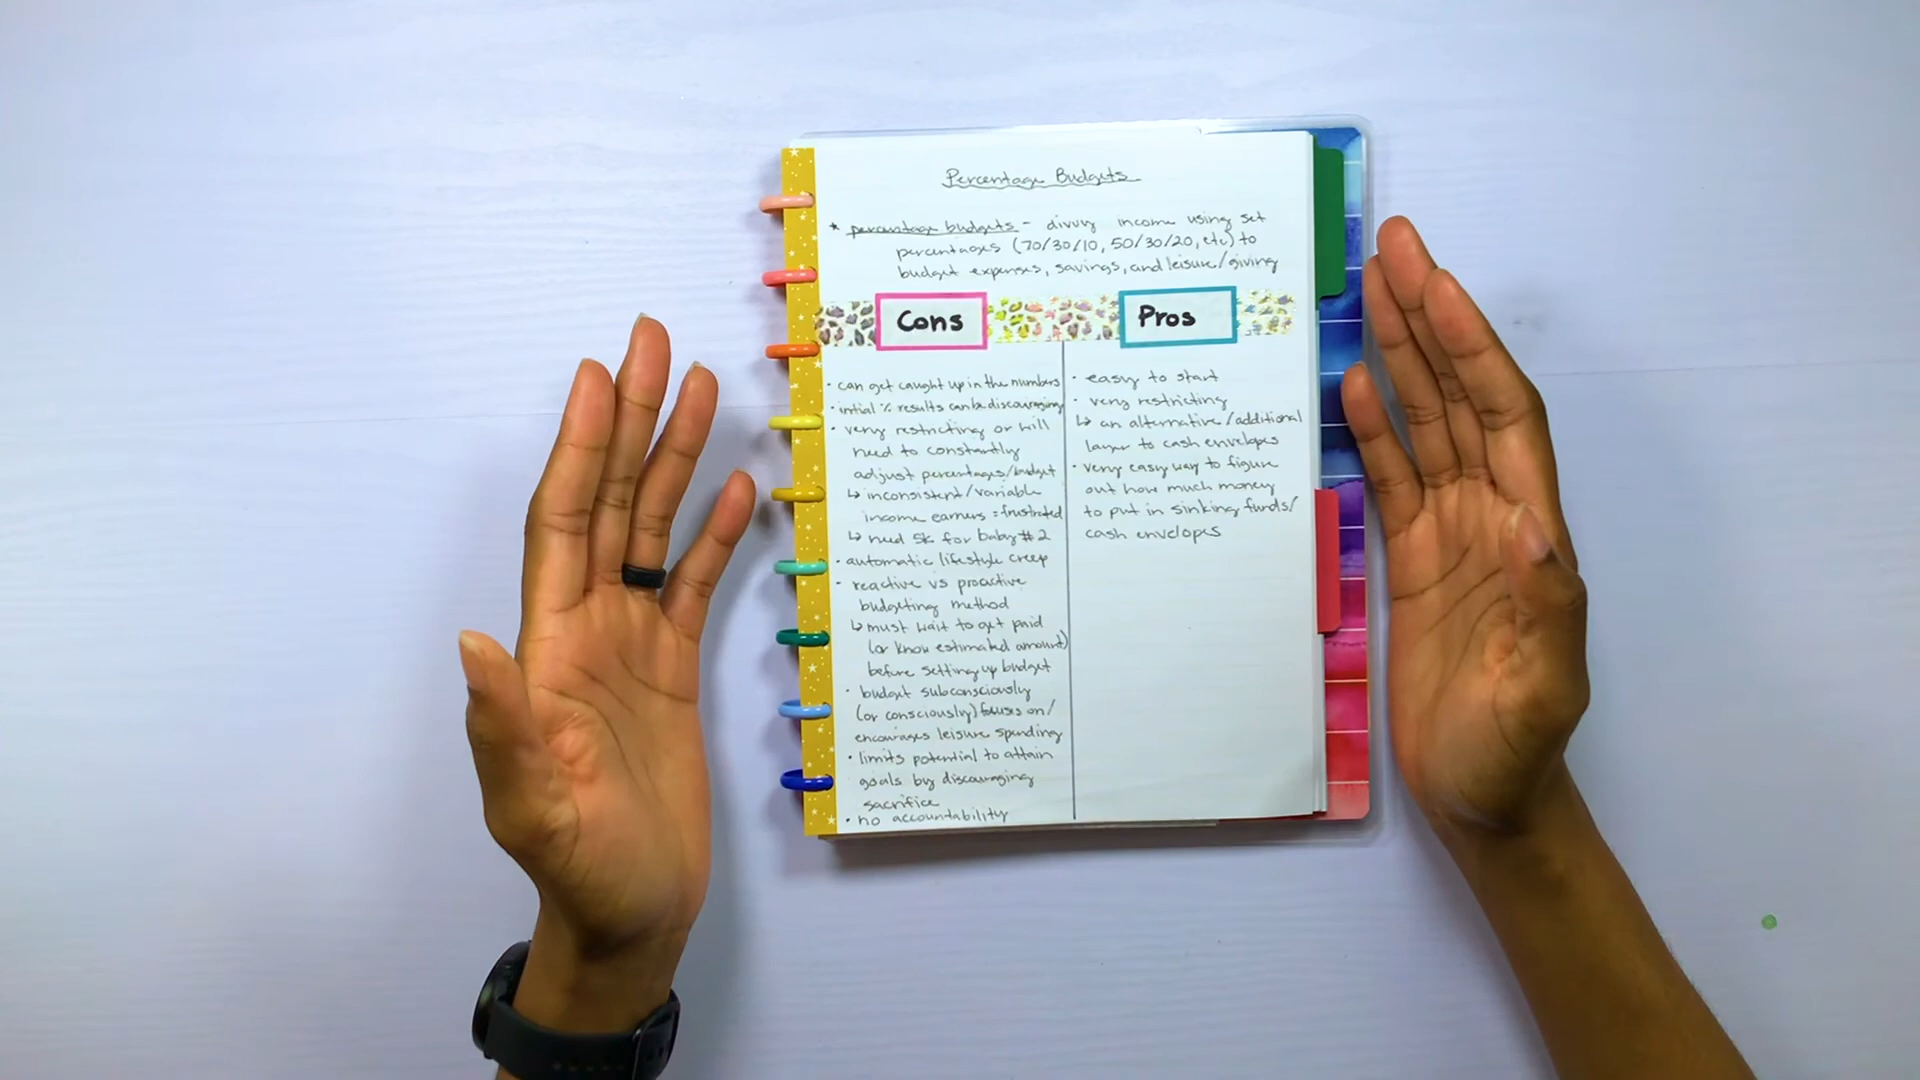 Percentage Budgets
* percentage budgets - divvy income using set
percentages (70/30/10, 50/30/20, etc) to
budget expenses, savings, and leisure/giving
Cons
• can get caught up in the numbers
• intial % results can be discouraging
• very restricting or will
need to constantly
adjust percentages/budget
↳ inconsistent/variable
income earners = frustrated
↳ need 5k for baby #2
• automatic lifestyle creep
• reactive vs proactive
budgeting method
↳ must wait to get paid
(or know estimated amount)
before setting up budget
• budget subconsciously
(or consciously) focuses on/
encourages leisure spending
• limits potential to attain
goals by discouraging
sacrifice
• no accountability
Pros
• easy to start
• very restricting
↳ an alternative/additional
layer to cash envelopes
• very easy way to figure
out how much money
to put in sinking funds/
cash envelopes